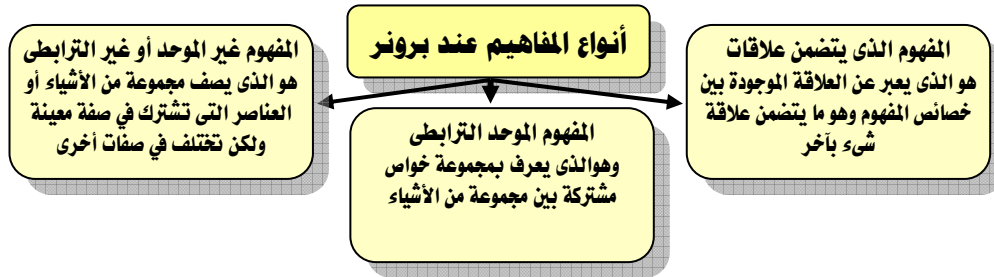 أنواع المفاهيم عند برونر
المفهوم الذى يتضمن علاقات
هو الذى يعبر عن العلاقة الموجودة بين
خصائص المفهوم وهو ما يتضمن علاقة
شىء بآخر
المفهوم الموحد الترابطى
وهوالذى يعرف بمجموعة خواص
مشتركة بين مجموعة من الأشياء
المفهوم غير الموحد أو غير الترابطى
هو الذى يصف مجموعة من الأشياء أو
العناصر التى تشترك في صفة معينة
ولكن تختلف في صفات أخرى